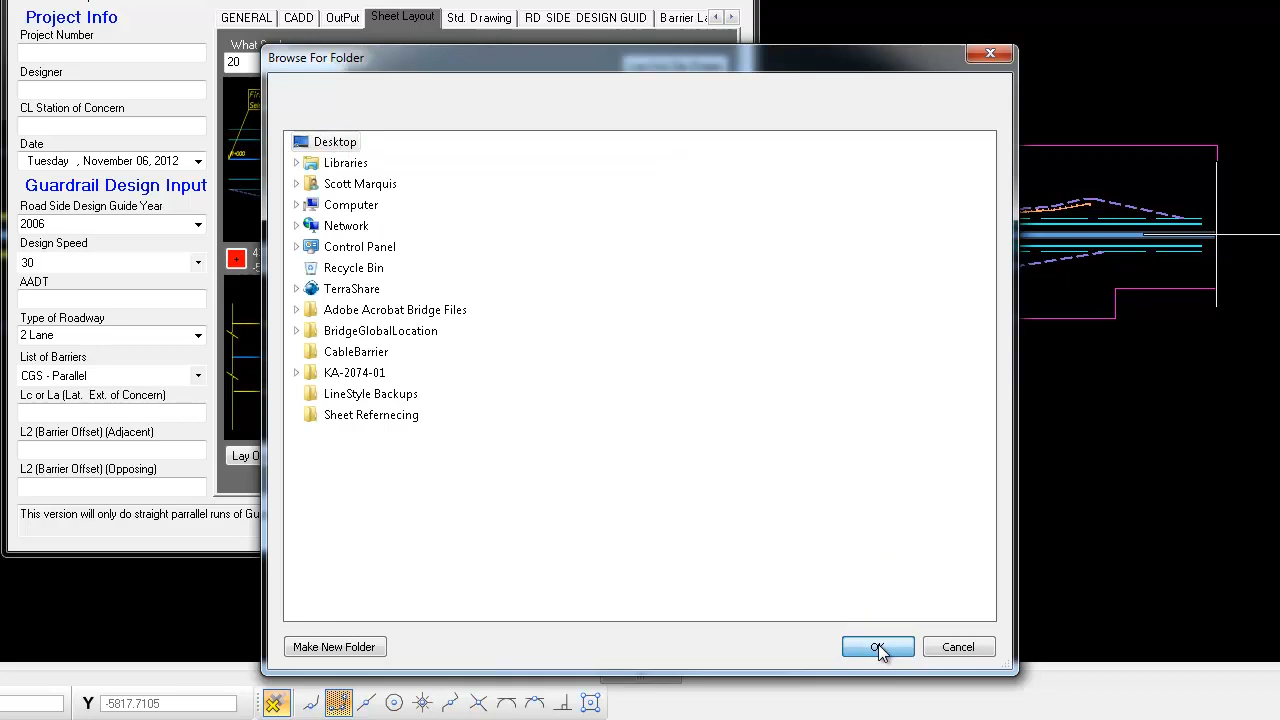 Project Info
Project Number
Designer
CL Station of Concern
Date
Tuesday , November 06, 2012
Guardrail Design Input
Road Side Design Guide Year
2006
Design Speed
30
AADT
Type of Roadway
2 Lane
List of Barriers
CGS - Parallel
Lc or La (Lat. Ext. of Concern)
L2 (Barrier Offset) (Adjacent)
L2 (Barrier Offset) (Opposing)
This version will only do straight parrallel runs of Gu
GENERAL CADD OutPut Sheet Layout Std. Drawing RD SIDE DESIGN GUID Barrier La
20
Lay O
Browse For Folder
Desktop
Libraries
Scott Marquis
Computer
Network
Control Panel
Recycle Bin
TerraShare
Adobe Acrobat Bridge Files
BridgeGlobalLocation
CableBarrier
KA-2074-01
LineStyle Backups
Sheet Refernecing
Make New Folder
OK
Cancel
Y -5817.7105